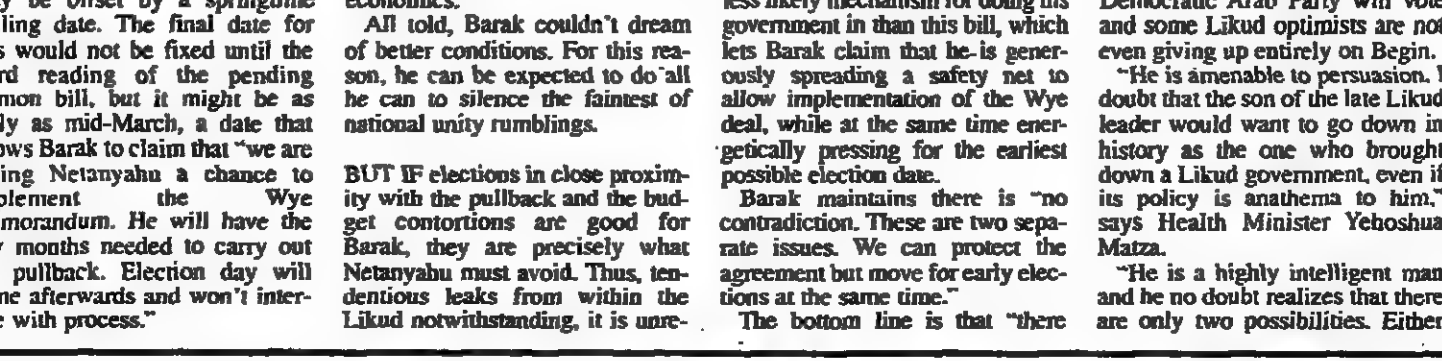 ling date. The final date for
would not be fixed until the
reading of the pending
bill, but it might be as
as mid-March, a date that
Barak to claim that "we are
Netanyahu a chance to
the Wye
morandum. He will have the
months needed to carry out
pullback. Election day will
afterwards and won't inter-
with process."
economics.
All told, Barak couldn't dream
of better conditions. For this rea-
son, he can be expected to do all
he can to silence the faintest of
national unity rumblings.
BUT IF elections in close proxim-
ity with the pullback and the bud-
get contortions are good for
Barak, they are precisely what
Netanyahu must avoid. Thus, ten-
dentious leaks from within the
Likud notwithstanding, it is unre-
less likely mechanism for doing his
government in than this bill, which
lets Barak claim that he is gener-
ously spreading a safety net to
allow implementation of the Wye
deal, while at the same time ener-
getically pressing for the earliest
possible election date.
Barak maintains there is "no
contradiction. These are two sepa-
rate issues. We can protect the
agreement but move for early elec-
tions at the same time."
The bottom line is that "there
Democratic Arab Party will vote
and some Likud optimists are not
even giving up entirely on Begin.
"He is amenable to persuasion. I
doubt that the son of the late Likud
leader would want to go down in
history as the one who brought
down a Likud government, even if
its policy is anathema to him,"
says Health Minister Yehoshua
Matza.
"He is a highly intelligent man
and he no doubt realizes that there
are only two possibilities. Either